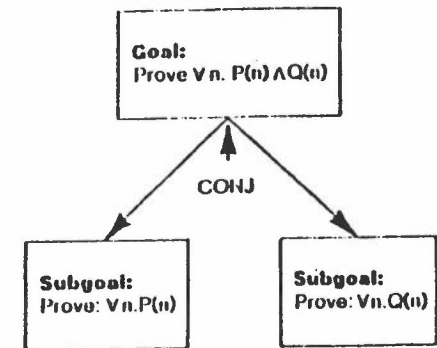 Goal:
Prove ∀n. P(n)∧Q(n)
CONJ
Subgoal:
Prove: ∀n.P(n)
Subgoal:
Prove: ∀n.Q(n)